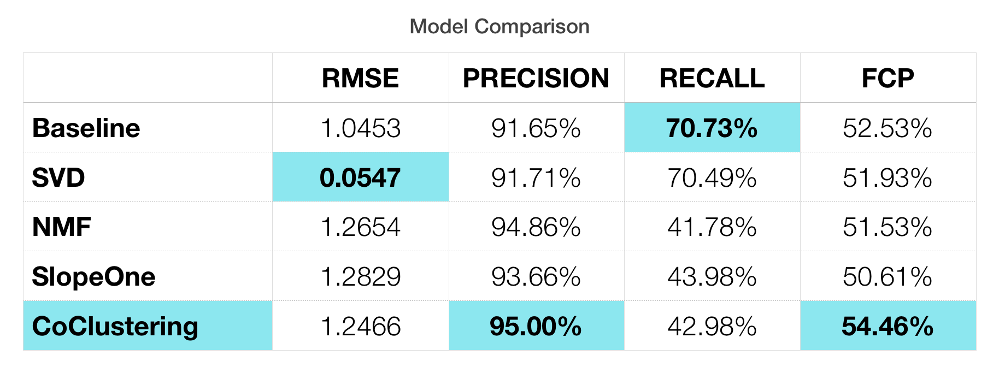 Model Comparison
RMSE PRECISION RECALL FCP
Baseline 1.0453 91.65% 70.73% 52.53%
SVD 0.0547 91.71% 70.49% 51.93%
NMF 1.2654 94.86% 41.78% 51.53%
SlopeOne 1.2829 93.66% 43.98% 50.61%
CoClustering 1.2466 95.00% 42.98% 54.46%